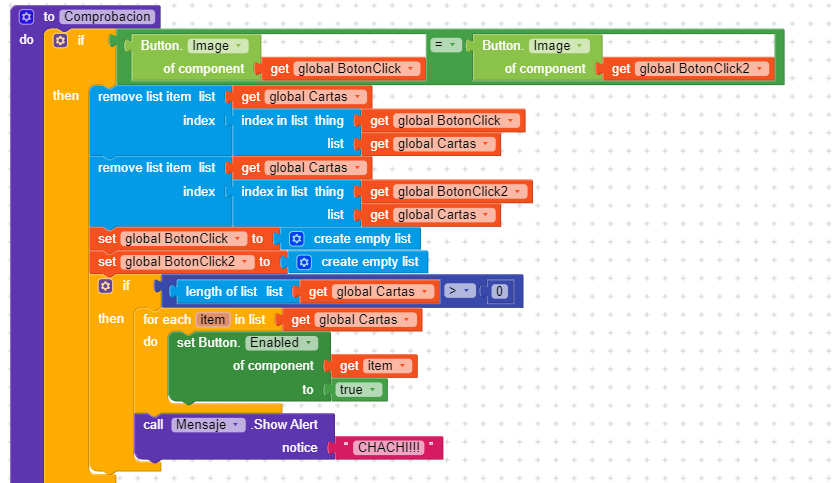 to Comprobacion
do if Button. Image = Button. Image
of component get global BotonClick of component get global BotonClick2
then remove list item list get global Cartas
index index in list thing get global BotonClick
list get global Cartas
remove list item list get global Cartas
index index in list thing get global BotonClick2
list get global Cartas
set global BotonClick to create empty list
set global BotonClick2 to create empty list
if length of list list get global Cartas > 0
then for each item in list get global Cartas
do set Button. Enabled
of component get item
to true
call Mensaje .Show Alert
notice " CHACHI!!! "